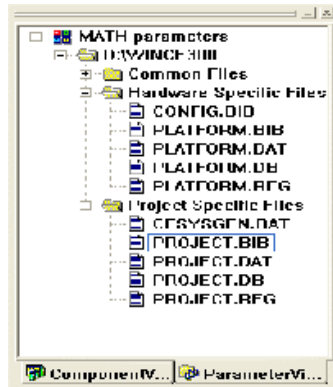 MATH parameters
D:\WINCE300
Common Files
Hardware Specific Files
CONFIG.BIB
PLATFORM.BIB
PLATFORM.DAT
PLATFORM.DB
PLATFORM.REG
Project Specific Files
CESYSGEN.DAT
PROJECT.BIB
PROJECT.DAT
PROJECT.DB
PROJECT.REG
ComponentV... ParameterVi...